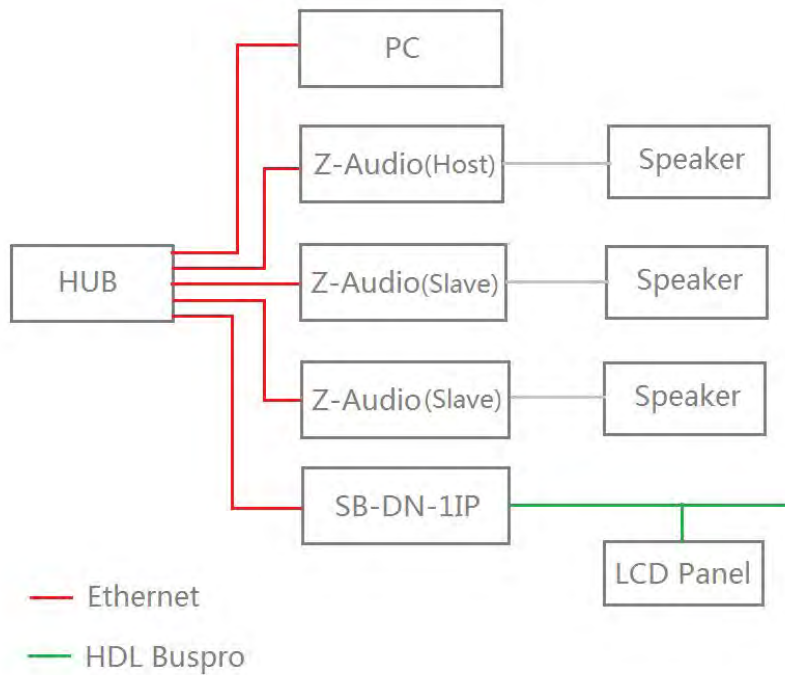 PC
Z-Audio(Host)
Speaker
HUB
Z-Audio(Slave)
Speaker
Z-Audio(Slave)
Speaker
SB-DN-1IP
LCD Panel
Ethernet
HDL Buspro